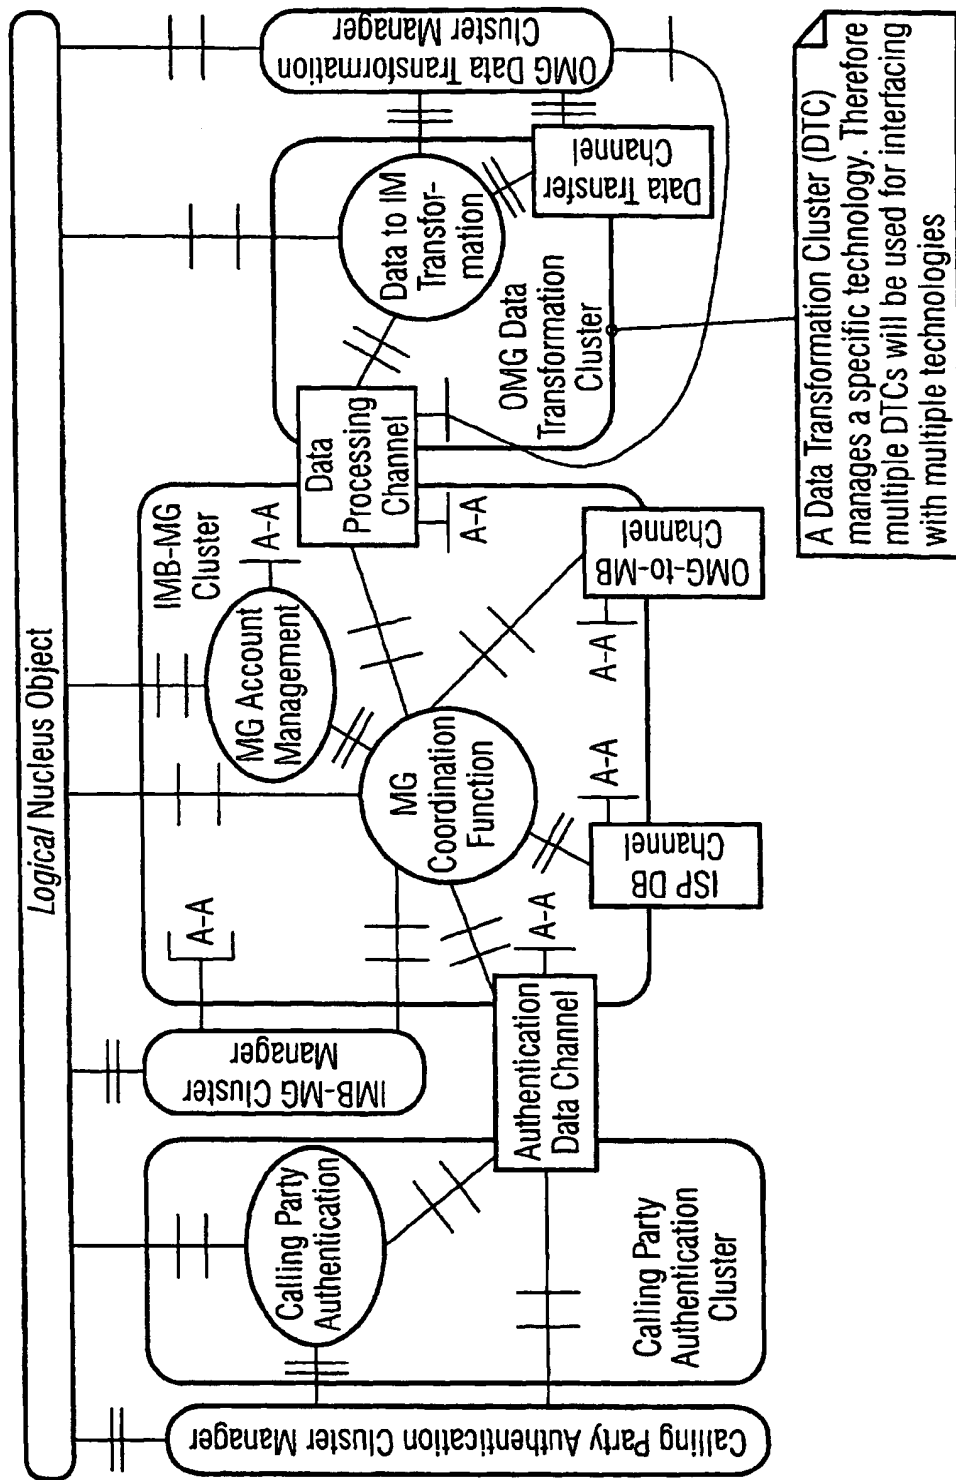 Logical Nucleus Object
Calling Party Authentication Cluster Manager
Calling Party
Authentication
Calling Party
Authentication
Cluster
IMB-MG Cluster
Manager
A-A
Authentication
Data Channel
A-A
MG
Coordination
Function
MG Account
Management
IMB-MG
Cluster
A-A
ISP DB
Channel
A-A
OMG-to-MB
Channel
A-A
Data
Processing
Channel
A-A
Data to IM
Transfor-
mation
OMG Data
Transformation
Cluster
Data Transfer
Channel
OMG Data Transformation
Cluster Manager
A Data Transformation Cluster (DTC)
manages a specific technology. Therefore
multiple DTCs will be used for interfacing
with multiple technologies